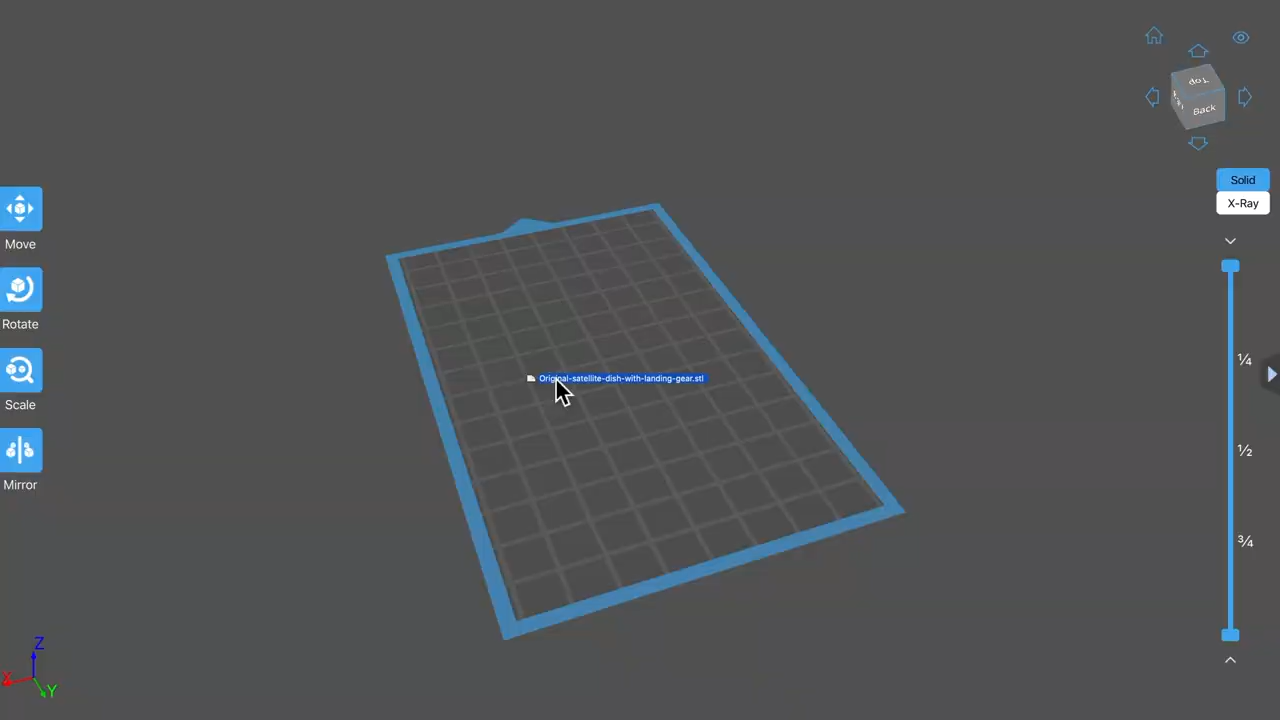 Top
Back
Solid
X-Ray
Move
Rotate
¼
Original-satellite-dish-with-landing-gear.stl
Scale
½
Mirror
¾
Z
X
Y